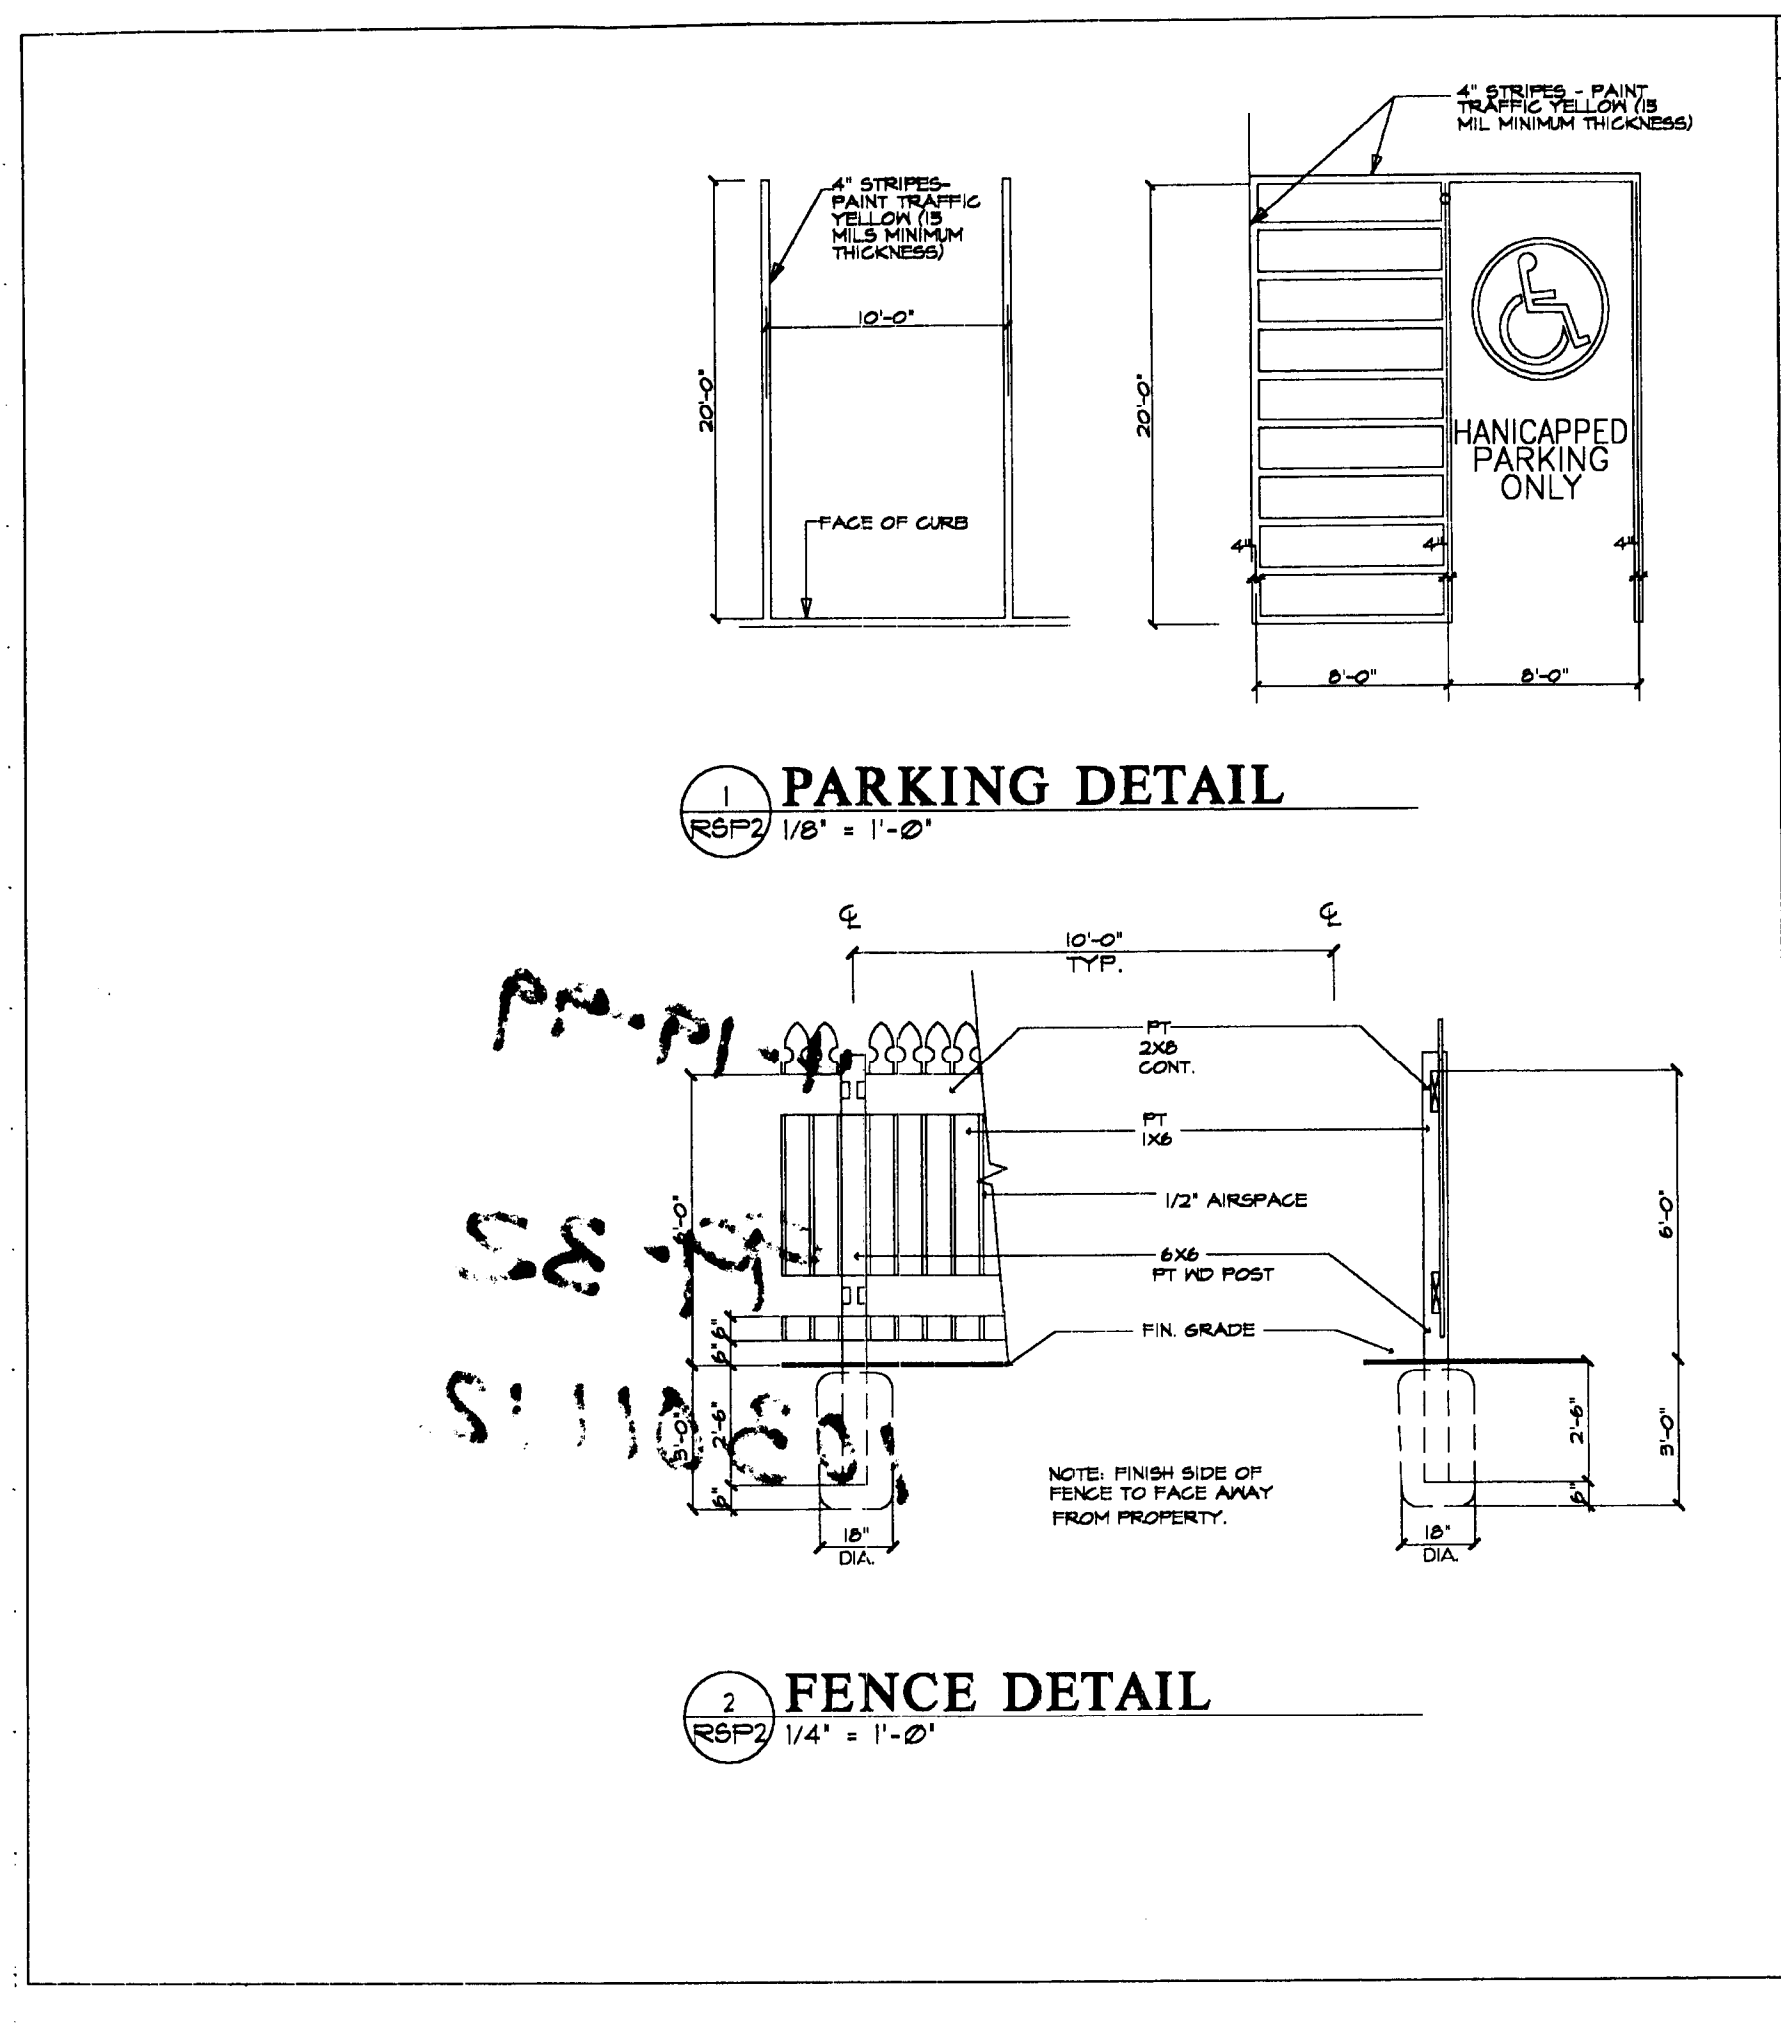 4" STRIPES - PAINT
TRAFFIC YELLOW (15
MIL MINIMUM THICKNESS)
4" STRIPES-
PAINT TRAFFIC
YELLOW (15
MILS MINIMUM
THICKNESS)
10'-0"
20'-0"
20'-0"
HANICAPPED
PARKING
ONLY
FACE OF CURB
4"
4"
4"
8'-0"
8'-0"
1
PARKING DETAIL
RSP2
1/8" = 1'-0"
℄
℄
10'-0"
TYP.
PT
2X8
CONT.
PT
1X6
1/2" AIRSPACE
6'-0"
6X6
PT WD POST
FIN. GRADE
6"
6"
2'-6"
3'-0"
6"
2'-6"
3'-0"
6"
NOTE: FINISH SIDE OF
FENCE TO FACE AWAY
FROM PROPERTY.
18"
DIA.
18"
DIA.
2
FENCE DETAIL
RSP2
1/4" = 1'-0"